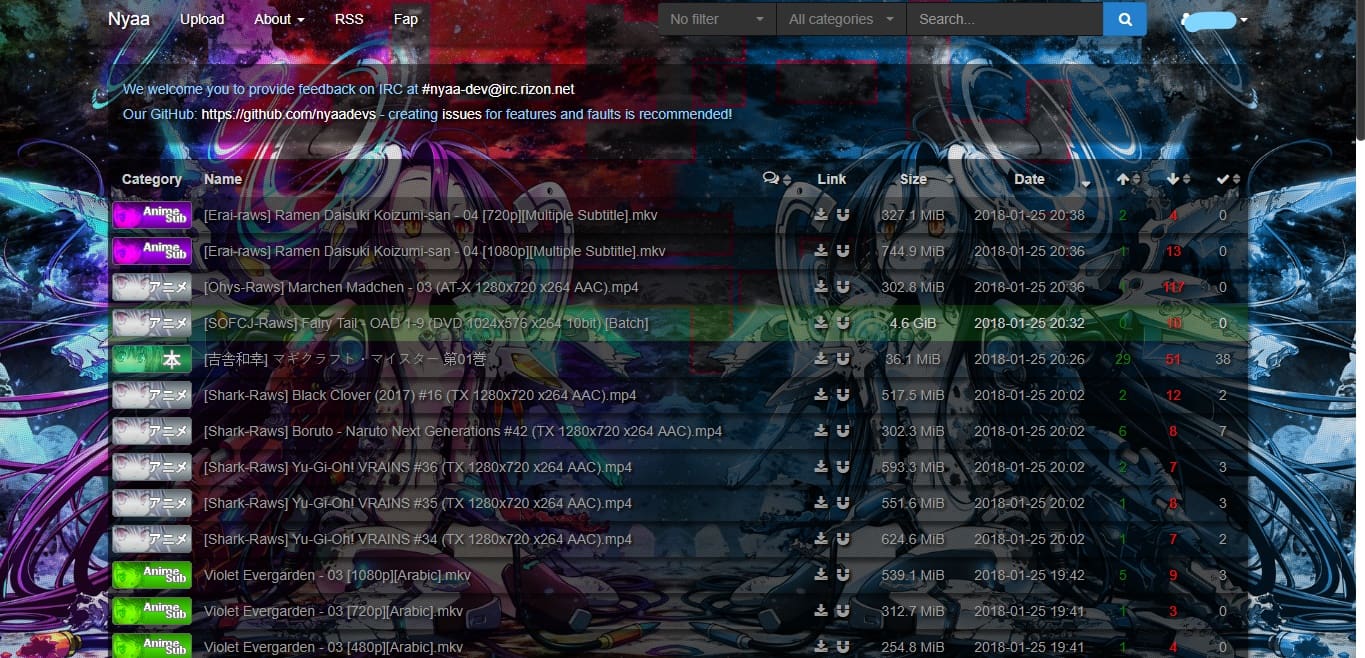 Nyaa Upload About RSS Fap No filter All categories Search...
We welcome you to provide feedback on IRC at #nyaa-dev@irc.rizon.net
Our GitHub: https://github.com/nyaadevs - creating issues for features and faults is recommended!
Category Name Link Size Date
Anime Sub [Erai-raws] Ramen Daisuki Koizumi-san - 04 [720p][Multiple Subtitle].mkv 327.1 MiB 2018-01-25 20:38 2 4 0
Anime Sub [Erai-raws] Ramen Daisuki Koizumi-san - 04 [1080p][Multiple Subtitle].mkv 744.9 MiB 2018-01-25 20:36 1 13 0
アニメ [Ohys-Raws] Marchen Madchen - 03 (AT-X 1280x720 x264 AAC).mp4 302.8 MiB 2018-01-25 20:36 117 0
アニメ [SOFCJ-Raws] Fairy Tail - OAD 1-9 (DVD 1024x576 x264 10bit) [Batch] 4.6 GiB 2018-01-25 20:32 0 10 0
本 [吉舎和幸] マギクラフト・マイスター 第01巻 36.1 MiB 2018-01-25 20:26 29 51 38
アニメ [Shark-Raws] Black Clover (2017) #16 (TX 1280x720 x264 AAC).mp4 517.5 MiB 2018-01-25 20:02 2 12 2
アニメ [Shark-Raws] Boruto - Naruto Next Generations #42 (TX 1280x720 x264 AAC).mp4 302.3 MiB 2018-01-25 20:02 6 8 7
アニメ [Shark-Raws] Yu-Gi-Oh! VRAINS #36 (TX 1280x720 x264 AAC).mp4 593.3 MiB 2018-01-25 20:02 2 7 3
アニメ [Shark-Raws] Yu-Gi-Oh! VRAINS #35 (TX 1280x720 x264 AAC).mp4 551.6 MiB 2018-01-25 20:02 1 8 3
アニメ [Shark-Raws] Yu-Gi-Oh! VRAINS #34 (TX 1280x720 x264 AAC).mp4 624.6 MiB 2018-01-25 20:02 1 7 2
Anime Sub Violet Evergarden - 03 [1080p][Arabic].mkv 539.1 MiB 2018-01-25 19:42 5 9 3
Anime Sub Violet Evergarden - 03 [720p][Arabic].mkv 312.7 MiB 2018-01-25 19:41 1 3 0
Anime Sub Violet Evergarden - 03 [480p][Arabic].mkv 254.8 MiB 2018-01-25 19:41 1 4 0